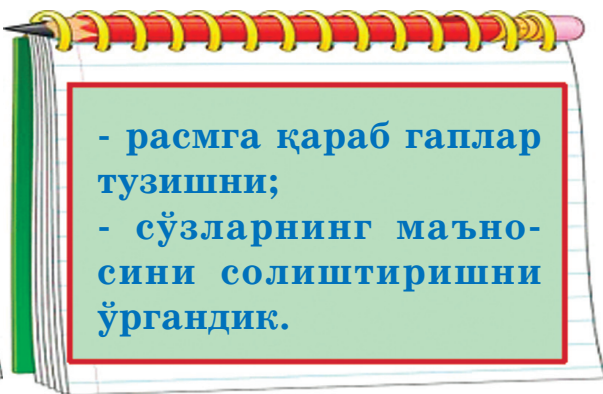 - расмга қараб гаплар
тузишни;
- сўзларнинг маъно-
сини солиштиришни
ўргандик.